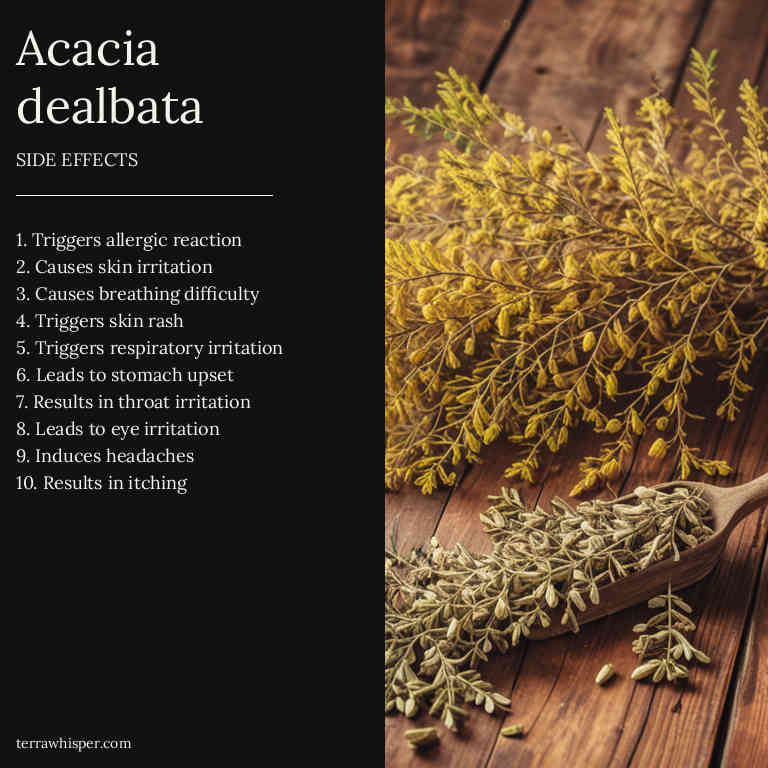 Acacia
dealbata
SIDE EFFECTS
1. Triggers allergic reaction
2. Causes skin irritation
3. Causes breathing difficulty
4. Triggers skin rash
5. Triggers respiratory irritation
6. Leads to stomach upset
7. Results in throat irritation
8. Leads to eye irritation
9. Induces headaches
10. Results in itching
terrawhisper.com